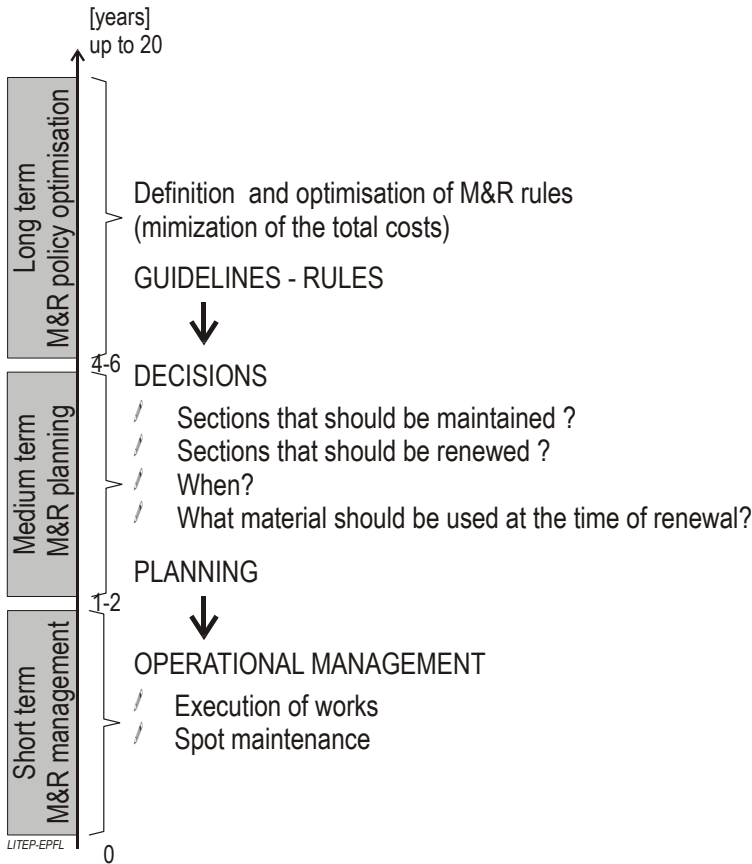 [years]
up to 20
Long term
M&R policy optimisation
Definition and optimisation of M&R rules
(mimization of the total costs)
GUIDELINES - RULES
4-6
Medium term
M&R planning
DECISIONS
Sections that should be maintained ?
Sections that should be renewed ?
When?
What material should be used at the time of renewal?
PLANNING
1-2
Short term
M&R management
OPERATIONAL MANAGEMENT
Execution of works
Spot maintenance
LITEP-EPFL
0